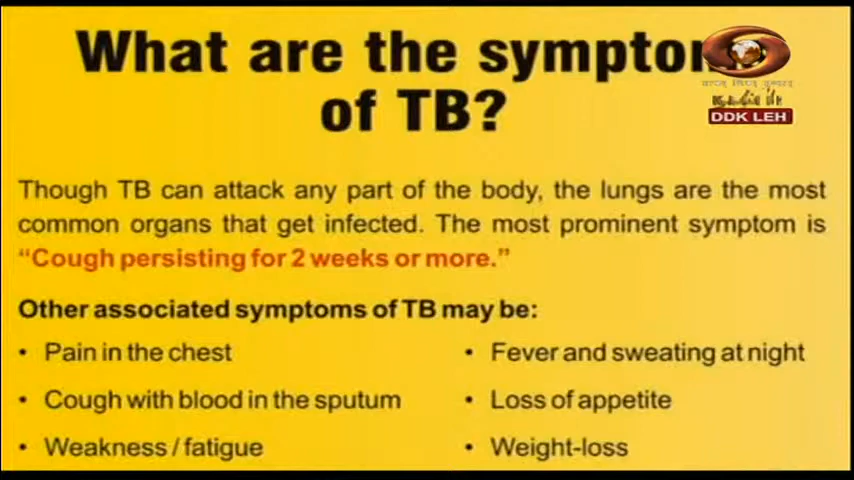 What are the symptom
of TB?
DDK LEH
Though TB can attack any part of the body, the lungs are the most
common organs that get infected. The most prominent symptom is
“Cough persisting for 2 weeks or more.”
Other associated symptoms of TB may be:
• Pain in the chest
• Fever and sweating at night
• Cough with blood in the sputum
• Loss of appetite
• Weakness / fatigue
• Weight-loss